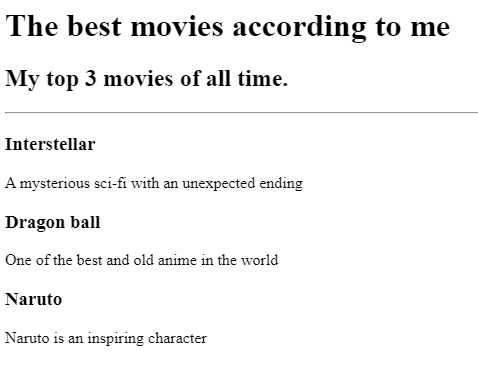 The best movies according to me
My top 3 movies of all time.
Interstellar
A mysterious sci-fi with an unexpected ending
Dragon ball
One of the best and old anime in the world
Naruto
Naruto is an inspiring character